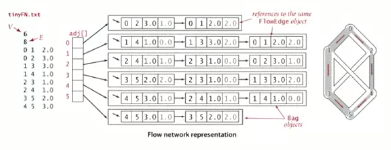 tinyFN.txt
V
6
8
E
0 1 2.0
0 2 3.0
1 3 3.0
1 4 1.0
2 3 1.0
2 4 1.0
3 5 2.0
4 5 3.0
adj[]
0
1
2
3
4
5
references to the same FlowEdge object
0 2 3.0 1.0 0 1 2.0 2.0
1 4 1.0 0.0 1 3 3.0 2.0 0 1 2.0 2.0
2 4 1.0 1.0 2 3 1.0 0.0 0 2 3.0 1.0
3 5 2.0 2.0 2 3 1.0 0.0 1 3 3.0 2.0
4 5 3.0 1.0 2 4 1.0 1.0 1 4 1.0 0.0
4 5 3.0 1.0 3 5 2.0 2.0
Bag objects
Flow network representation